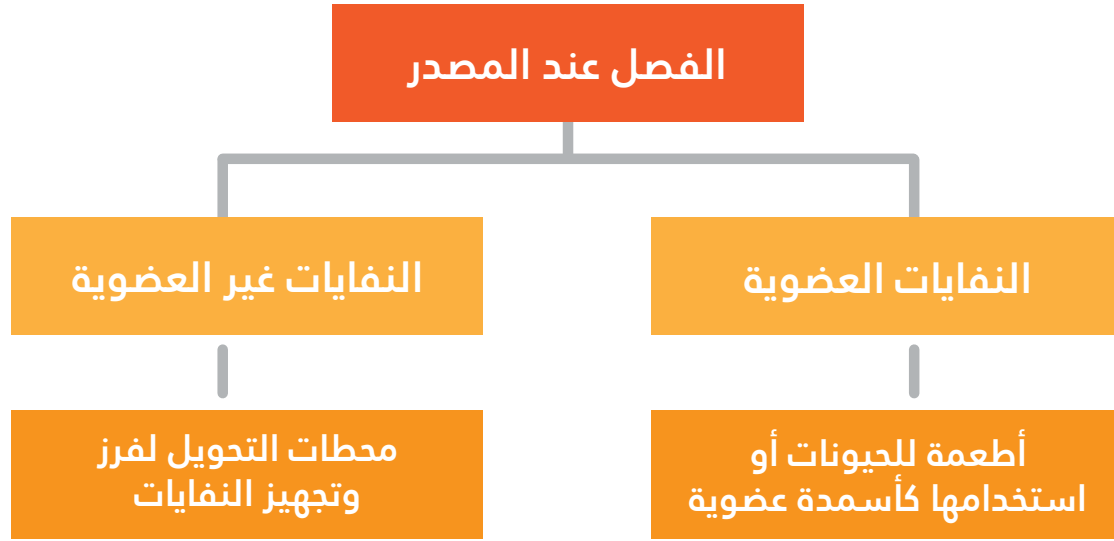 الفصل عند المصدر
النفايات العضوية
النفايات غير العضوية
أطعمة للحيونات أو
استخدامها كأسمدة عضوية
محطات التحويل لفرز
وتجهيز النفايات